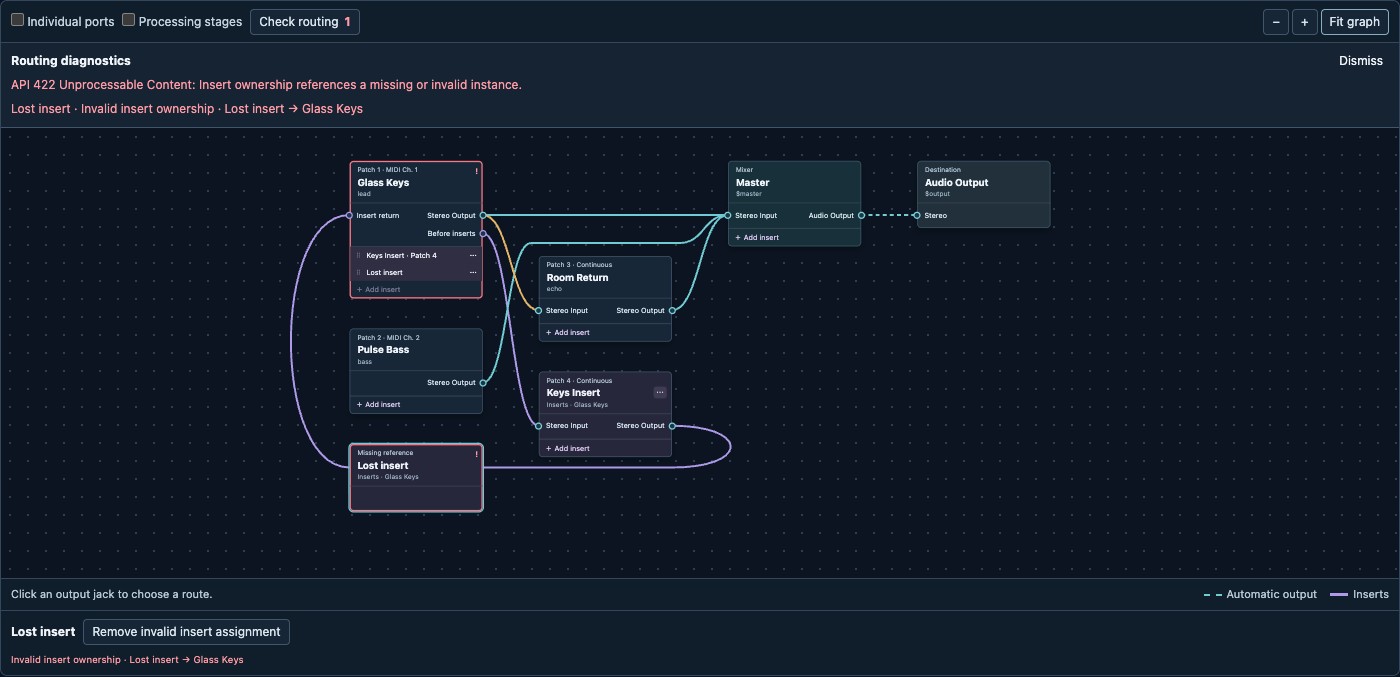 Individual ports
Processing stages
Check routing 1
−
+
Fit graph
Routing diagnostics
Dismiss
API 422 Unprocessable Content: Insert ownership references a missing or invalid instance.
Lost insert · Invalid insert ownership · Lost insert → Glass Keys
Patch 1 · MIDI Ch. 1
!
Glass Keys
lead
Insert return
Stereo Output
Before inserts
Keys Insert · Patch 4
...
Lost insert
...
+ Add insert
Patch 2 · MIDI Ch. 2
Pulse Bass
bass
Stereo Output
+ Add insert
Missing reference
!
Lost insert
Inserts · Glass Keys
Patch 3 · Continuous
Room Return
echo
Stereo Input
Stereo Output
+ Add insert
Patch 4 · Continuous
Keys Insert
...
Inserts · Glass Keys
Stereo Input
Stereo Output
+ Add insert
Mixer
Master
$master
Stereo Input
Audio Output
+ Add insert
Destination
Audio Output
$output
Stereo
Click an output jack to choose a route.
Automatic output
Inserts
Lost insert
Remove invalid insert assignment
Invalid insert ownership · Lost insert → Glass Keys